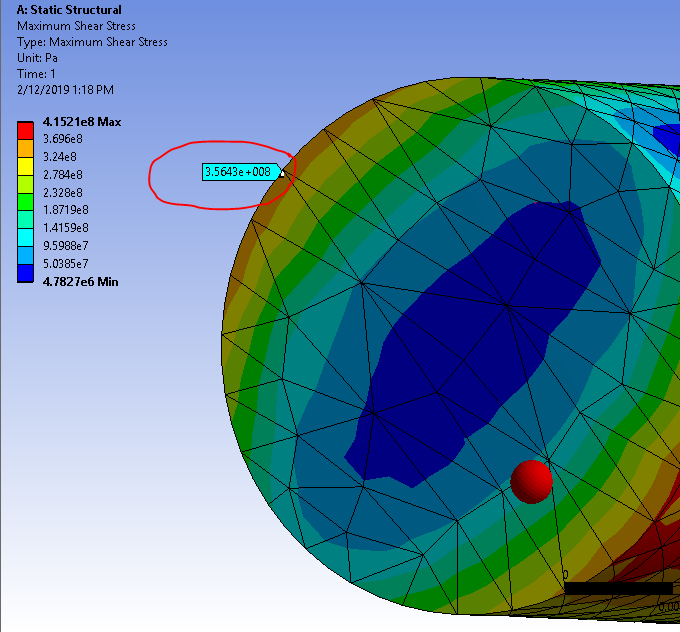 A: Static Structural
Maximum Shear Stress
Type: Maximum Shear Stress
Unit: Pa
Time: 1
2/12/2019 1:18 PM
4.1521e8 Max
3.696e8
3.24e8
2.784e8
2.328e8
1.8719e8
1.4159e8
9.5988e7
5.0385e7
4.7827e6 Min
3.5643e+008
0
0.00